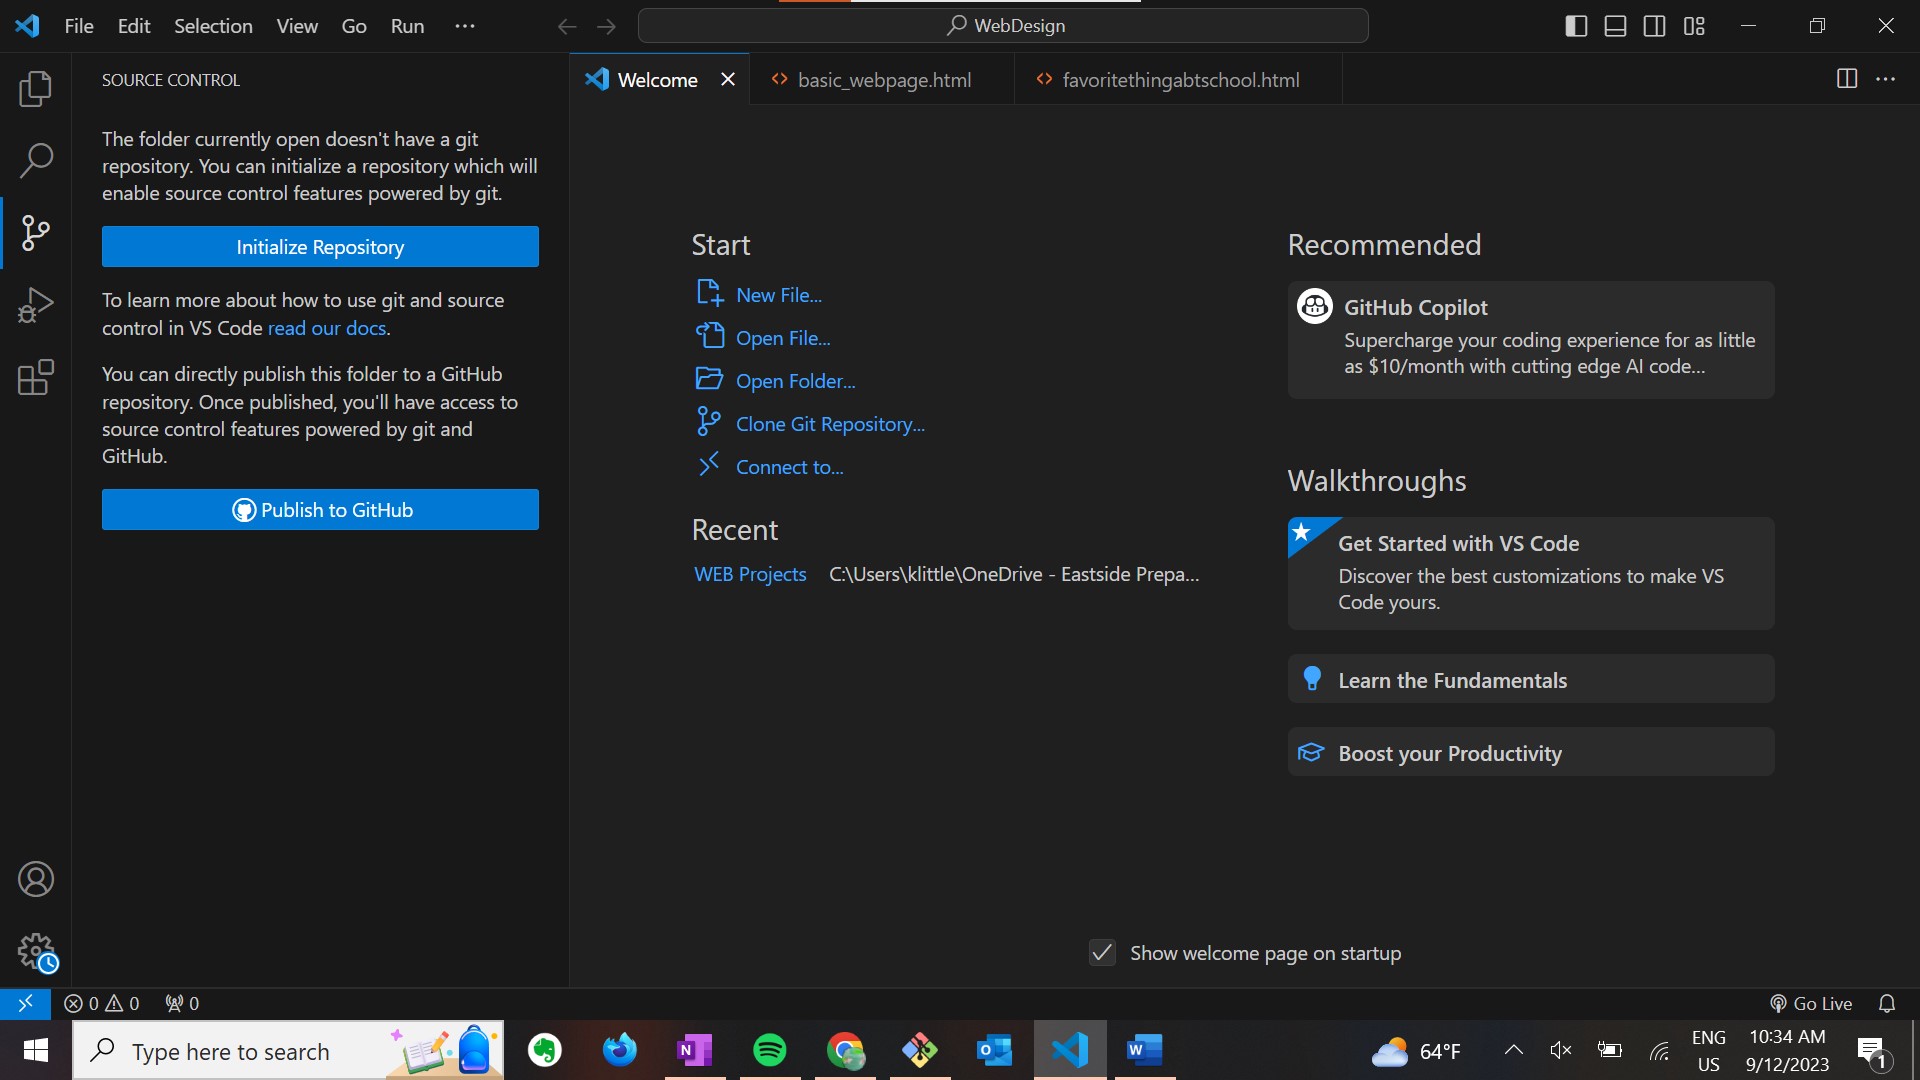 File Edit Selection View Go Run ···
WebDesign
SOURCE CONTROL
The folder currently open doesn't have a git
repository. You can initialize a repository which will
enable source control features powered by git.
Initialize Repository
To learn more about how to use git and source
control in VS Code read our docs.
You can directly publish this folder to a GitHub
repository. Once published, you'll have access to
source control features powered by git and
GitHub.
Publish to GitHub
Welcome
basic_webpage.html
favoritethingabtschool.html
Start
New File...
Open File...
Open Folder...
Clone Git Repository...
Connect to...
Recent
WEB Projects C:\Users\klittle\OneDrive - Eastside Prepa...
Recommended
GitHub Copilot
Supercharge your coding experience for as little
as $10/month with cutting edge AI code...
Walkthroughs
Get Started with VS Code
Discover the best customizations to make VS
Code yours.
Learn the Fundamentals
Boost your Productivity
Show welcome page on startup
0 0 0
Go Live
Type here to search
N
O
W
64°F
ENG
US
10:34 AM
9/12/2023
1